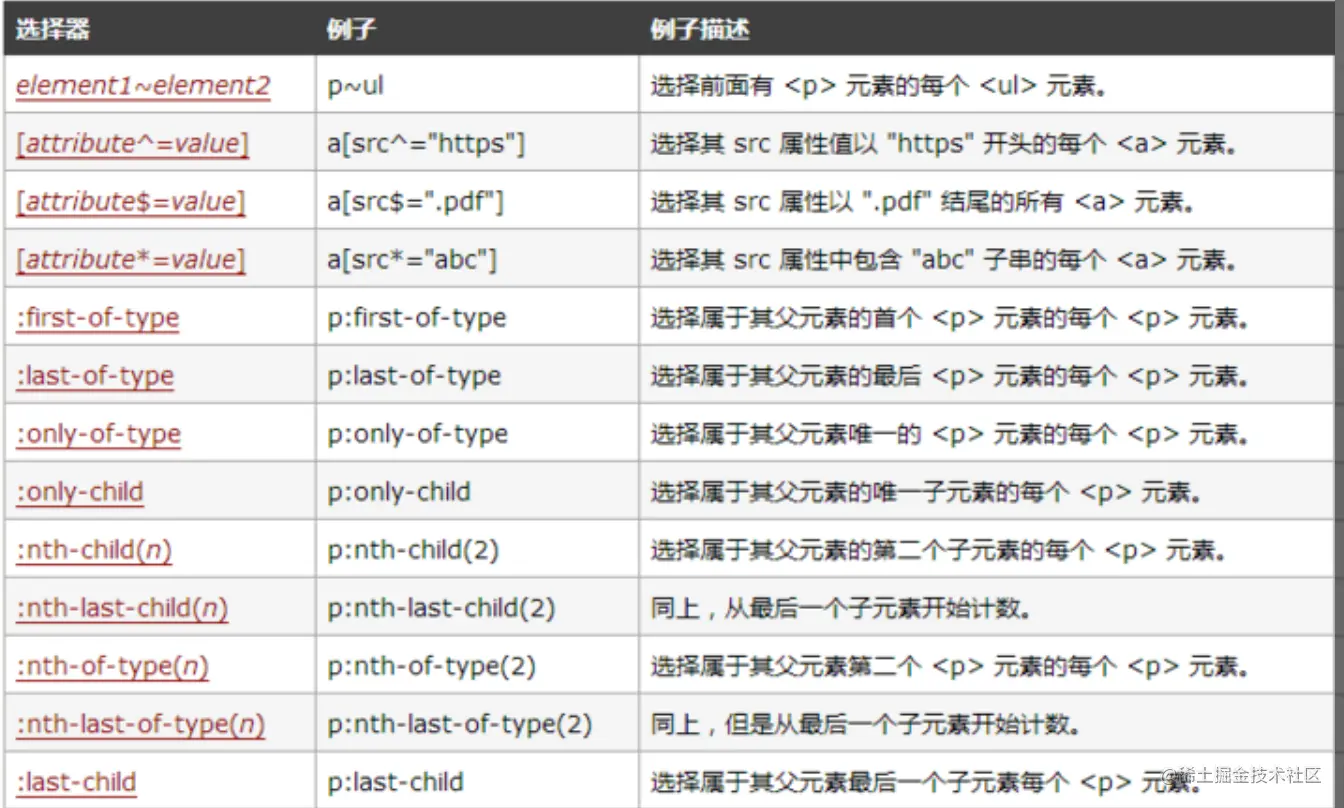 选择器 例子 例子描述
element1~element2 p~ul 选择前面有 <p> 元素的每个 <ul> 元素。
[attribute^=value] a[src^="https"] 选择其 src 属性值以 "https" 开头的每个 <a> 元素。
[attribute$=value] a[src$=".pdf"] 选择其 src 属性以 ".pdf" 结尾的所有 <a> 元素。
[attribute*=value] a[src*="abc"] 选择其 src 属性中包含 "abc" 子串的每个 <a> 元素。
:first-of-type p:first-of-type 选择属于其父元素的首个 <p> 元素的每个 <p> 元素。
:last-of-type p:last-of-type 选择属于其父元素的最后 <p> 元素的每个 <p> 元素。
:only-of-type p:only-of-type 选择属于其父元素唯一的 <p> 元素的每个 <p> 元素。
:only-child p:only-child 选择属于其父元素的唯一子元素的每个 <p> 元素。
:nth-child(n) p:nth-child(2) 选择属于其父元素的第二个子元素的每个 <p> 元素。
:nth-last-child(n) p:nth-last-child(2) 同上，从最后一个子元素开始计数。
:nth-of-type(n) p:nth-of-type(2) 选择属于其父元素第二个 <p> 元素的每个 <p> 元素。
:nth-last-of-type(n) p:nth-last-of-type(2) 同上，但是从最后一个子元素开始计数。
:last-child p:last-child 选择属于其父元素最后一个子元素每个 <p> 元素。
@稀土掘金技术社区